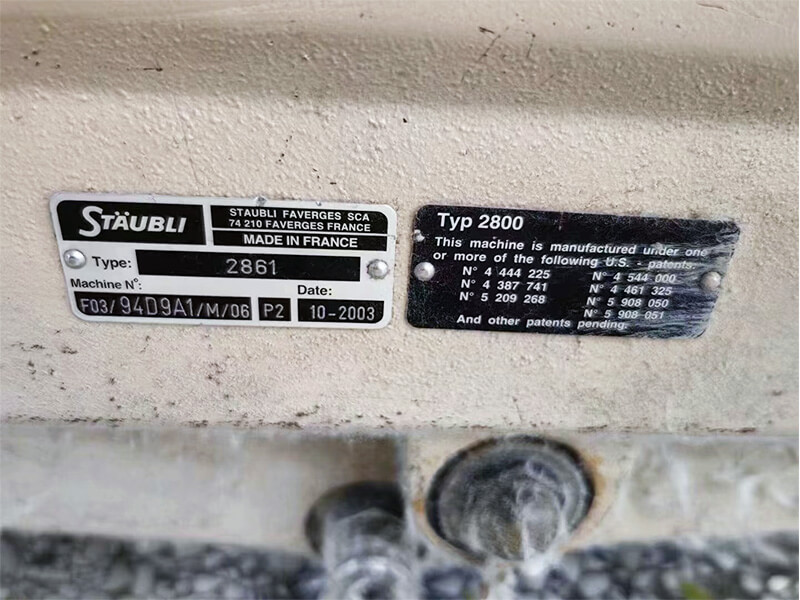 STÄUBLI
STAUBLI FAVERGES SCA
74 210 FAVERGES FRANCE
MADE IN FRANCE
Type: 2861
Machine N°: Date:
F03/94D9A1/M/06 P2 10-2003
Typ 2800
This machine is manufactured under one
or more of the following U.S. - patents.
N° 4 444 225 N° 4 544 000
N° 4 387 741 N° 4 461 325
N° 5 209 268 N° 5 908 050
N° 5 908 051
And other patents pending.